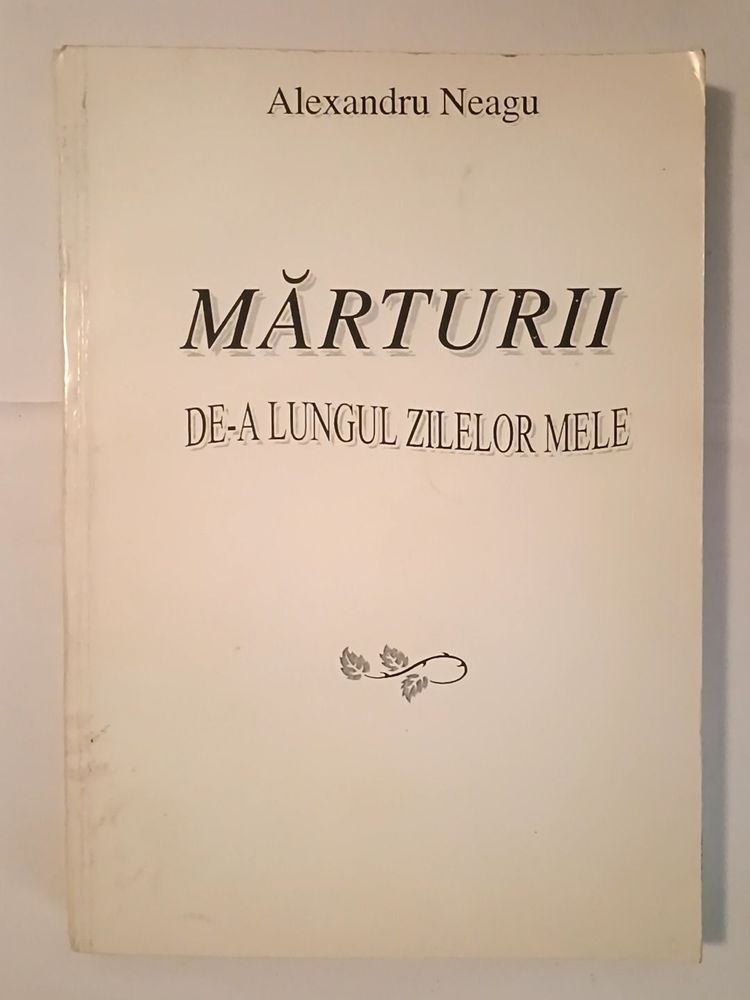 Alexandru Neagu
MĂRTURII
DE-A LUNGUL ZILELOR MELE